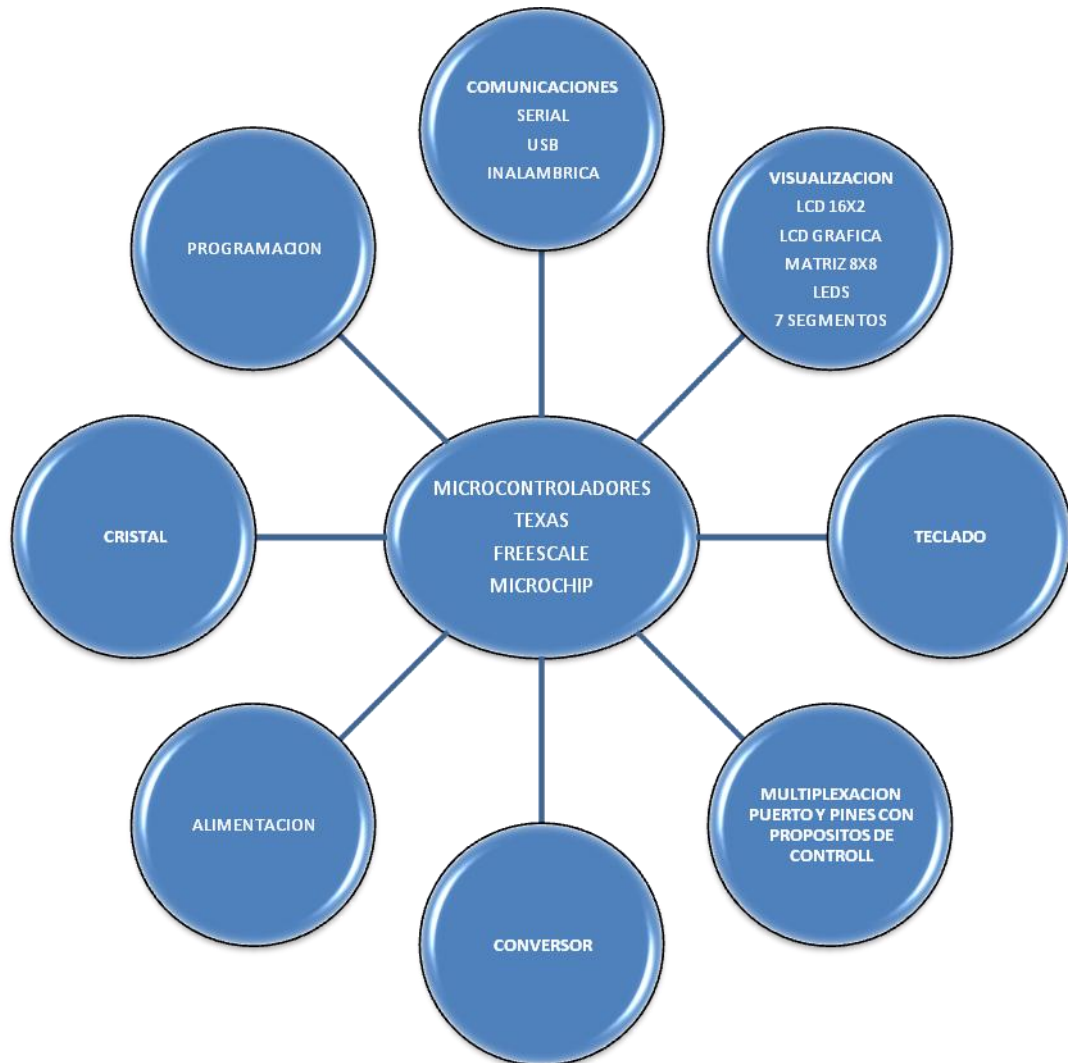 COMUNICACIONES
SERIAL
USB
INALAMBRICA
VISUALIZACION
LCD 16X2
LCD GRAFICA
MATRIZ 8X8
LEDS
7 SEGMENTOS
PROGRAMACION
MICROCONTROLADORES
TEXAS
FREESCALE
MICROCHIP
CRISTAL
TECLADO
ALIMENTACION
MULTIPLEXACION
PUERTO Y PINES CON
PROPOSITOS DE
CONTROLL
CONVERSOR